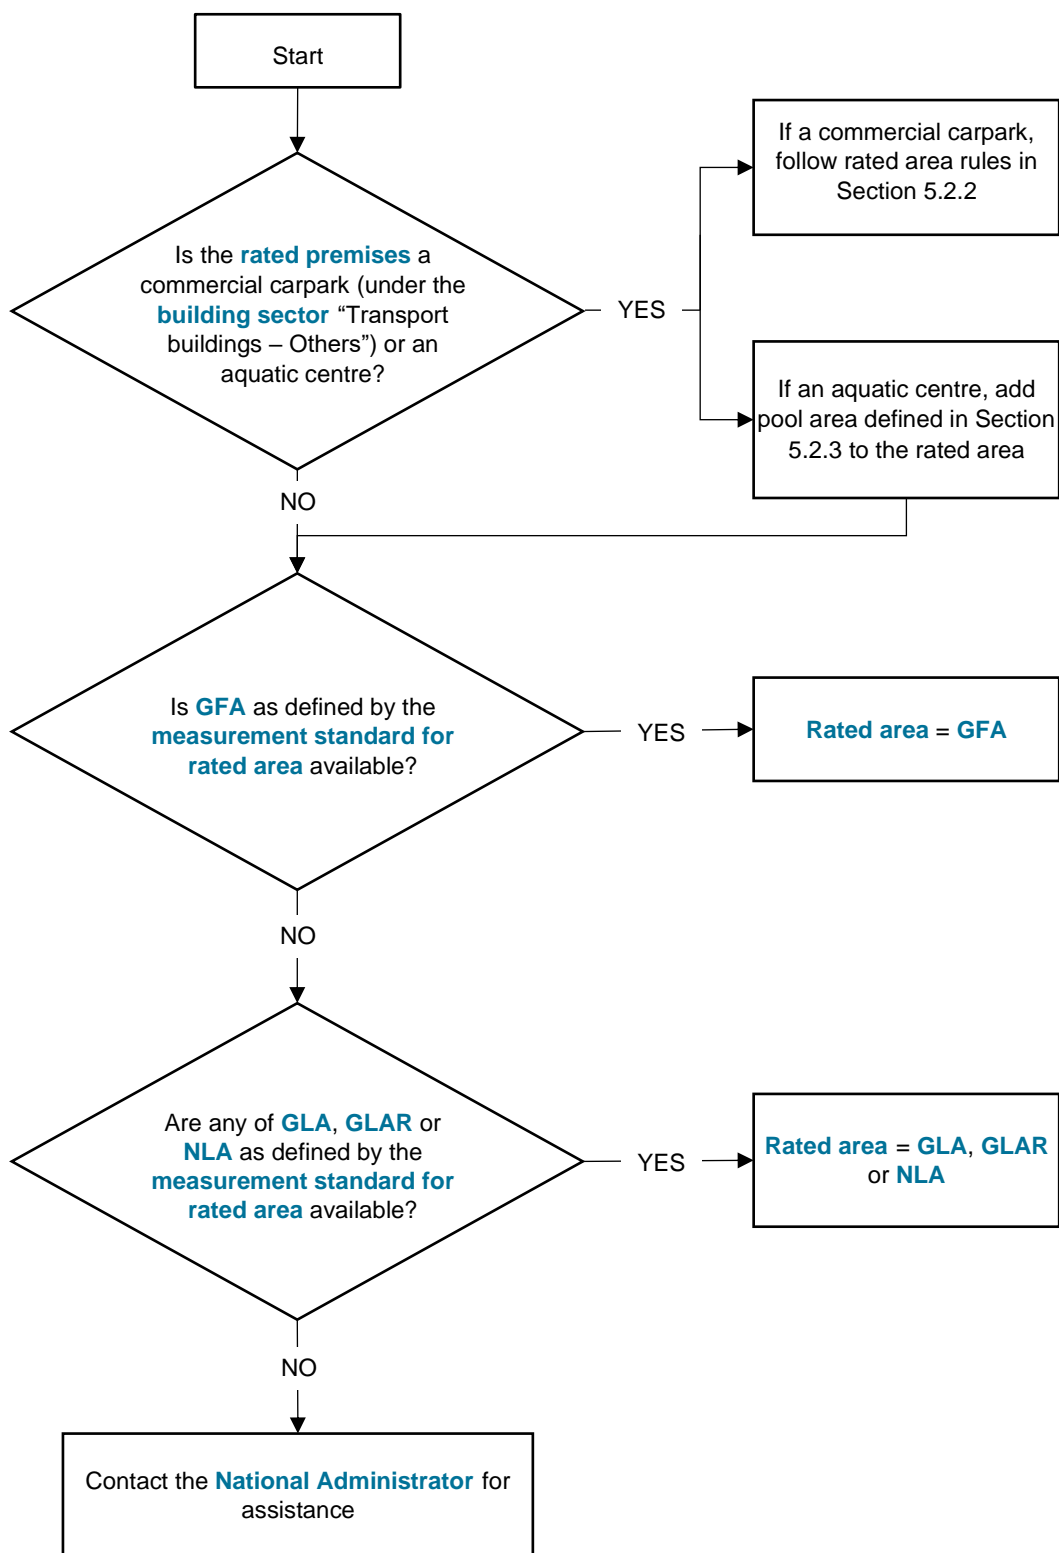 Start
If a commercial carpark,
follow rated area rules in
Section 5.2.2
Is the rated premises a
commercial carpark (under the
building sector “Transport
buildings – Others”) or an
aquatic centre?
YES
If an aquatic centre, add
pool area defined in Section
5.2.3 to the rated area
NO
Is GFA as defined by the
measurement standard for
rated area available?
YES
Rated area = GFA
NO
Are any of GLA, GLAR or
NLA as defined by the
measurement standard for
rated area available?
YES
Rated area = GLA, GLAR
or NLA
NO
Contact the National Administrator for
assistance